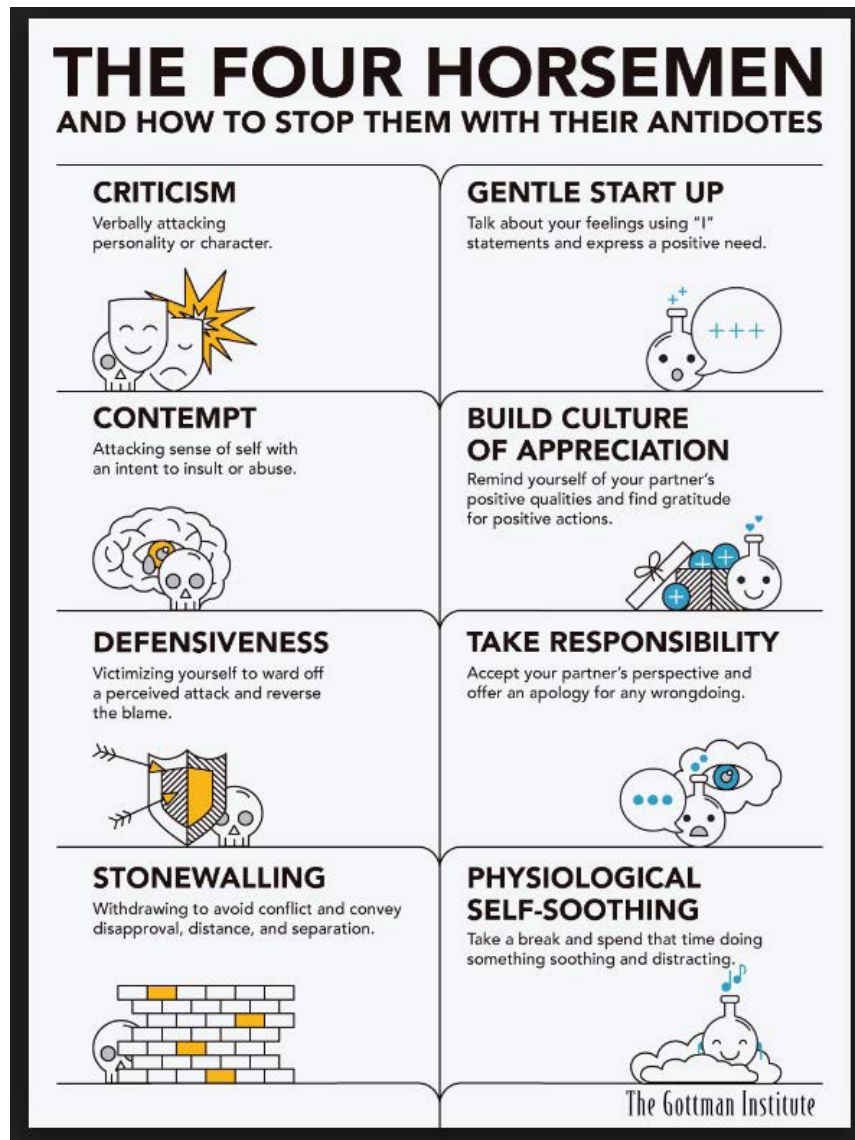 THE FOUR HORSEMEN
AND HOW TO STOP THEM WITH THEIR ANTIDOTES
CRITICISM
Verbally attacking
personality or character.
GENTLE START UP
Talk about your feelings using "I"
statements and express a positive need.
CONTEMPT
Attacking sense of self with
an intent to insult or abuse.
BUILD CULTURE
OF APPRECIATION
Remind yourself of your partner's
positive qualities and find gratitude
for positive actions.
DEFENSIVENESS
Victimizing yourself to ward off
a perceived attack and reverse
the blame.
TAKE RESPONSIBILITY
Accept your partner's perspective and
offer an apology for any wrongdoing.
STONEWALLING
Withdrawing to avoid conflict and convey
disapproval, distance, and separation.
PHYSIOLOGICAL
SELF-SOOTHING
Take a break and spend that time doing
something soothing and distracting.
The Gottman Institute